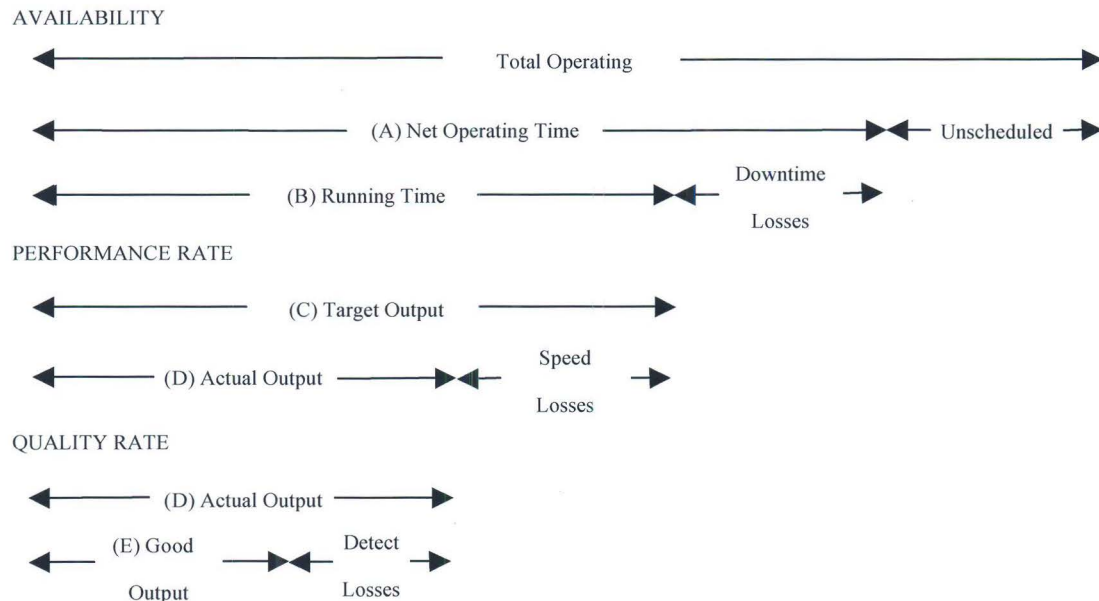 AVAILABILITY
Total Operating
(A) Net Operating Time
Unscheduled
(B) Running Time
Downtime
Losses
PERFORMANCE RATE
(C) Target Output
(D) Actual Output
Speed
Losses
QUALITY RATE
(D) Actual Output
(E) Good
Output
Detect
Losses